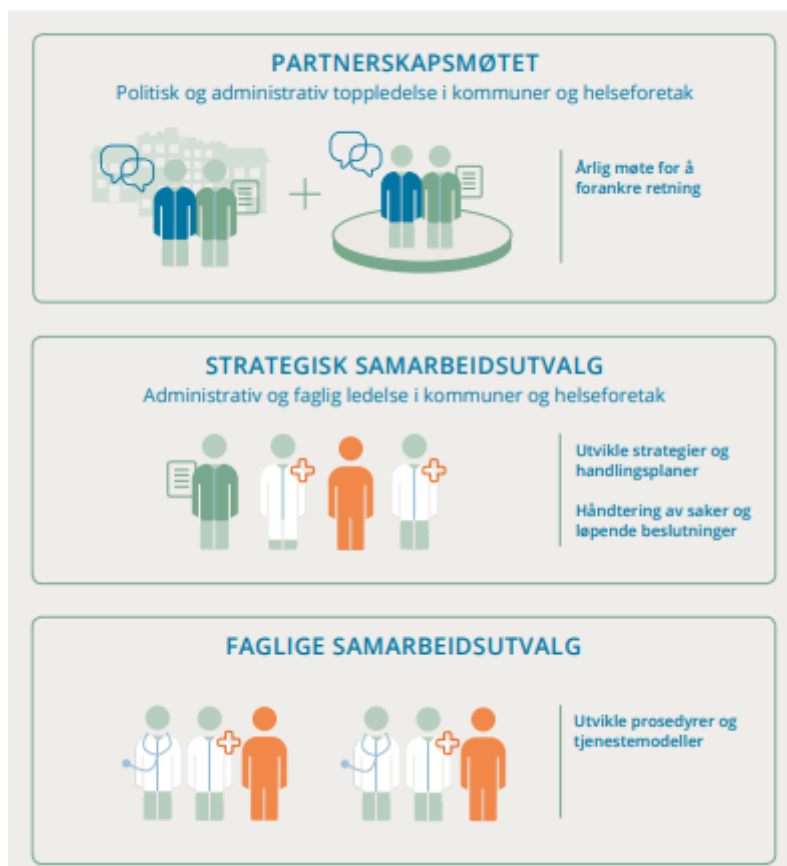 PARTNERSKAPSMØTET
Politisk og administrativ toppledelse i kommuner og helseforetak
Årlig møte for å
forankre retning
STRATEGISK SAMARBEIDSUTVALG
Administrativ og faglig ledelse i kommuner og helseforetak
Utvikle strategier og
handlingsplaner
Håndtering av saker og
løpende beslutninger
FAGLIGE SAMARBEIDSUTVALG
Utvikle prosedyrer og
tjenestemodeller